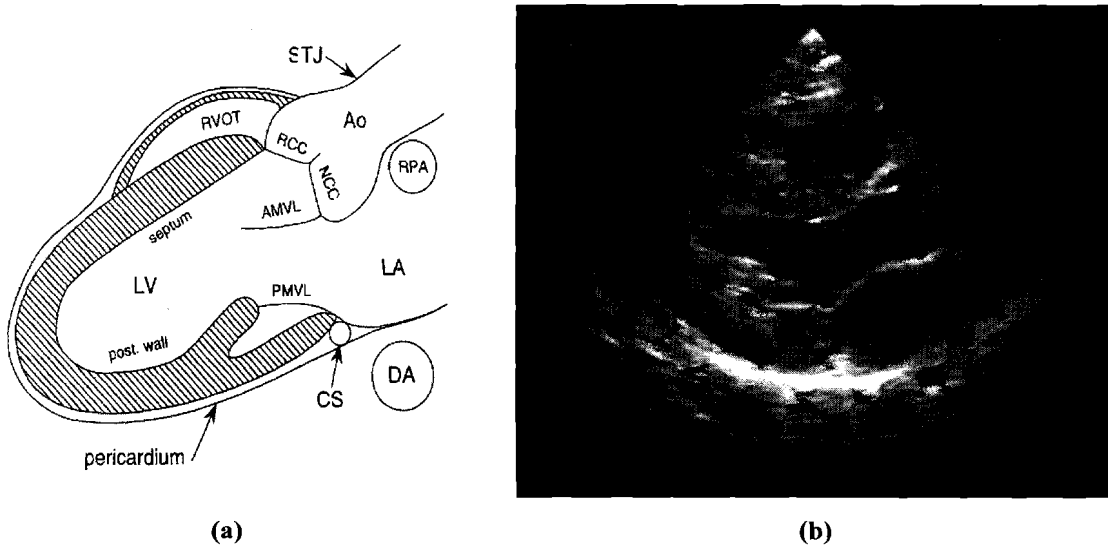 STJ
RVOT
Ao
RCC
RPA
NCC
AMVL
septum
LV
LA
PMVL
post. wall
CS
DA
pericardium
(a)
(b)